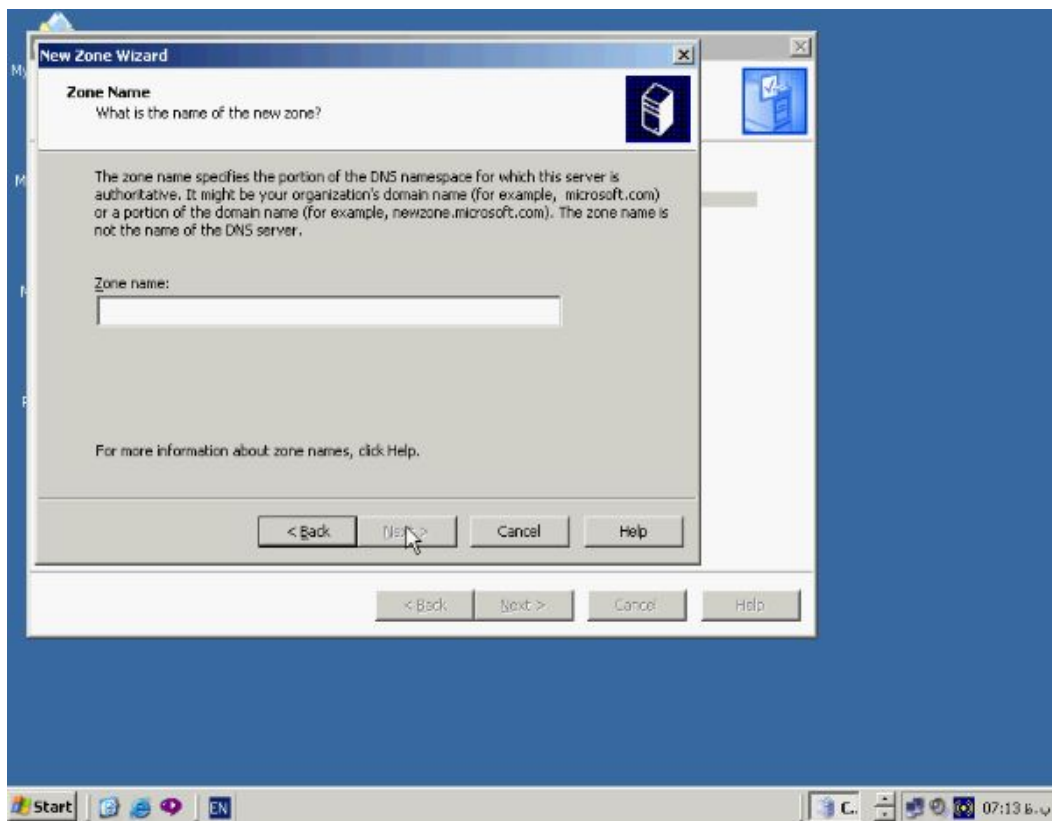 New Zone Wizard
Zone Name
What is the name of the new zone?
The zone name specifies the portion of the DNS namespace for which this server is
authoritative. It might be your organization's domain name (for example, microsoft.com)
or a portion of the domain name (for example, newzone.microsoft.com). The zone name is
not the name of the DNS server.
Zone name:
For more information about zone names, click Help.
< Back Next > Cancel Help
< Back Next > Cancel Help
Start EN C.. 07:13 ب.ظ